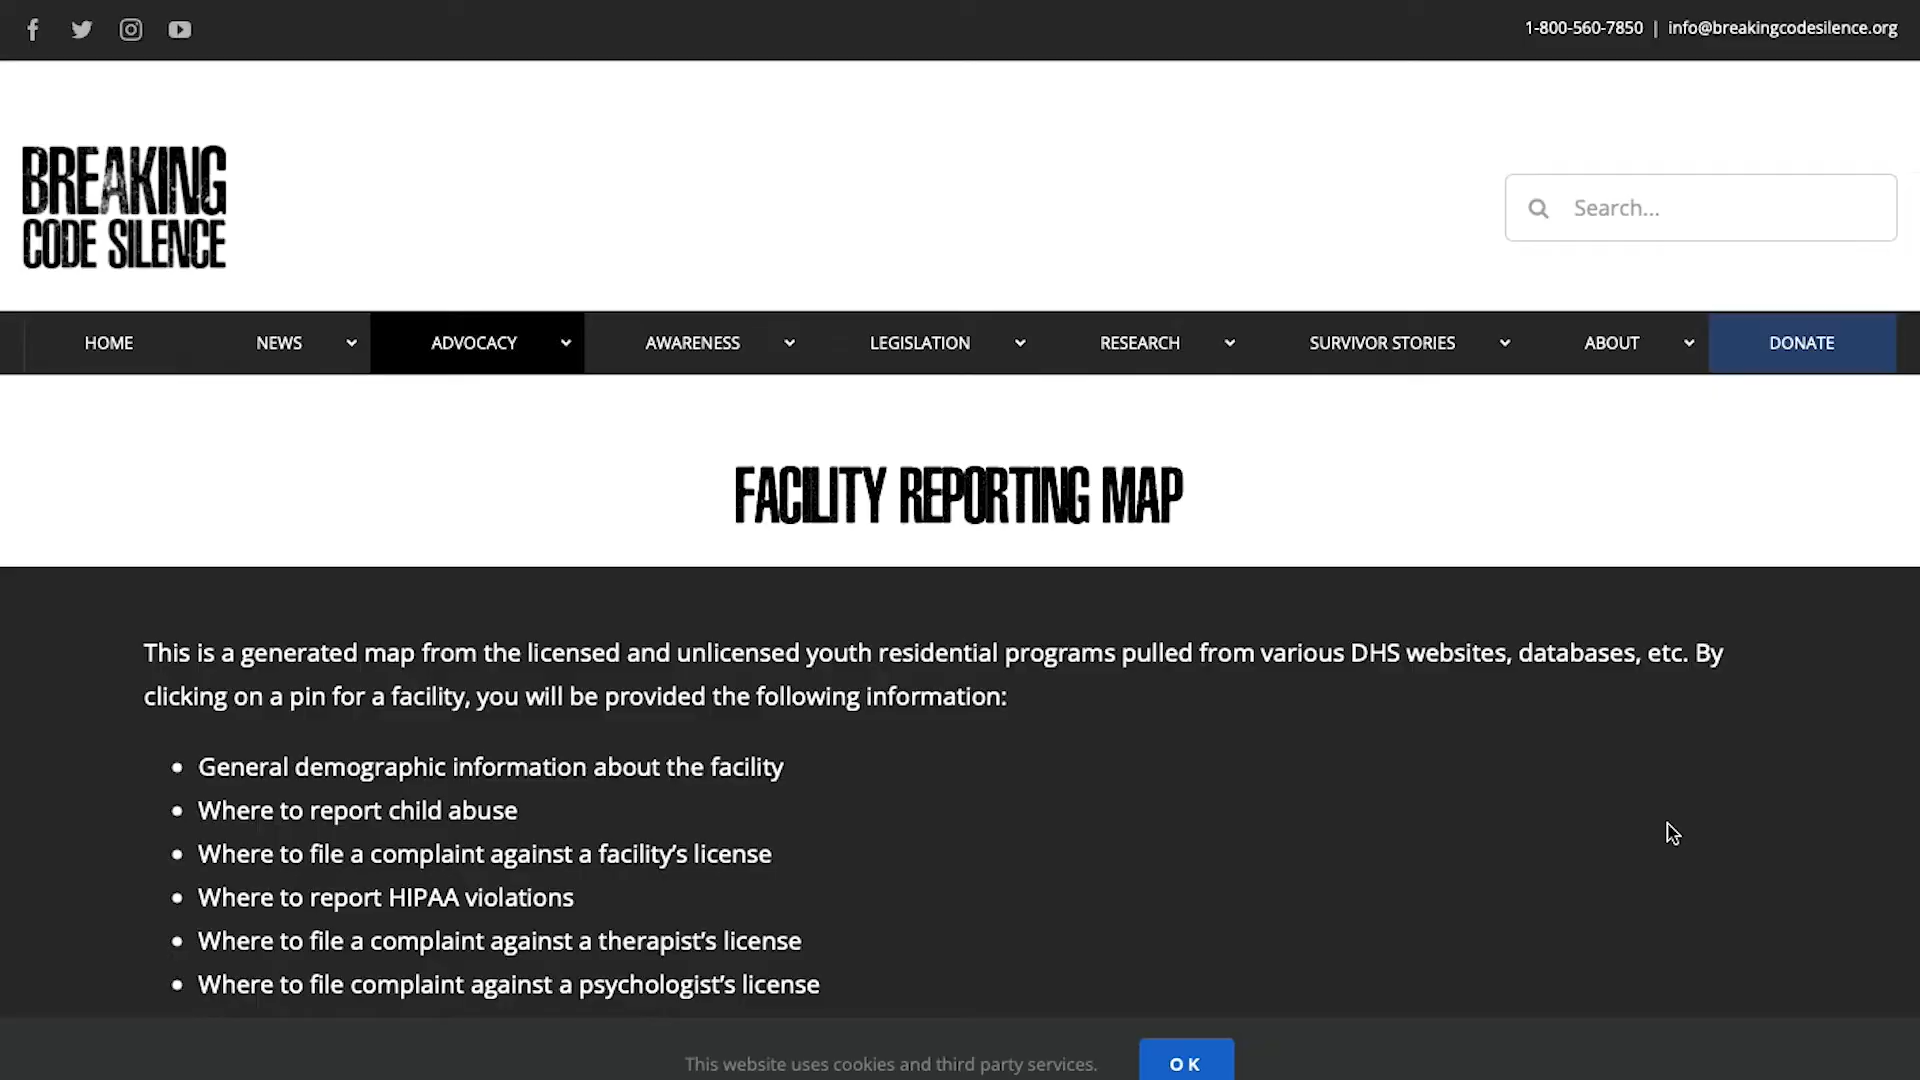 1-800-560-7850 | info@breakingcodesilence.org
BREAKING
CODE SILENCE
Search...
HOME NEWS ADVOCACY AWARENESS LEGISLATION RESEARCH SURVIVOR STORIES ABOUT DONATE
FACILITY REPORTING MAP
This is a generated map from the licensed and unlicensed youth residential programs pulled from various DHS websites, databases, etc. By
clicking on a pin for a facility, you will be provided the following information:
• General demographic information about the facility
• Where to report child abuse
• Where to file a complaint against a facility’s license
• Where to report HIPAA violations
• Where to file a complaint against a therapist’s license
• Where to file complaint against a psychologist’s license
This website uses cookies and third party services. OK